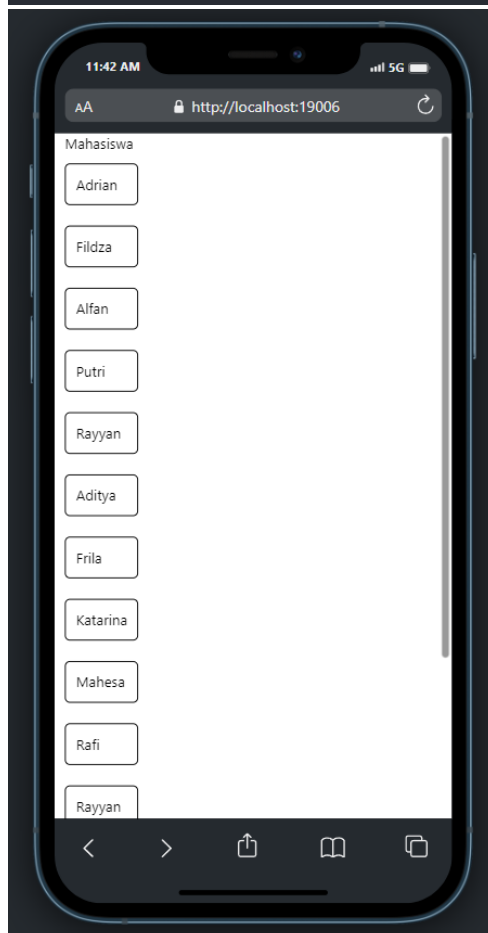 11:42 AM
5G
AA
http://localhost:19006
Mahasiswa
Adrian
Fildza
Alfan
Putri
Rayyan
Aditya
Frila
Katarina
Mahesa
Rafi
Rayyan